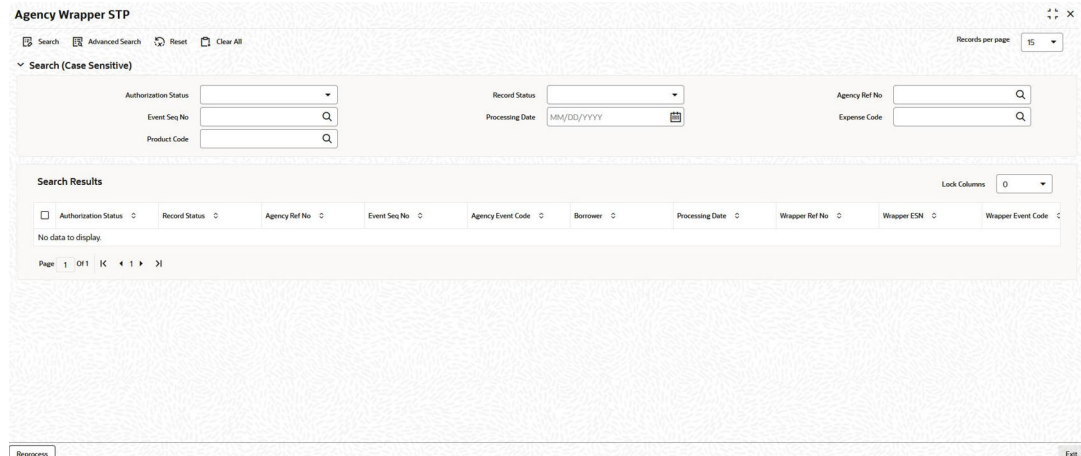 Agency Wrapper STP
Search Advanced Search Reset Clear All Records per page 15
Search (Case Sensitive)
Authorization Status Record Status Agency Ref No
Event Seq No Processing Date MM/DD/YYYY Expense Code
Product Code
Search Results Lock Columns 0
Authorization Status Record Status Agency Ref No Event Seq No Agency Event Code Borrower Processing Date Wrapper Ref No Wrapper ESN Wrapper Event Code
No data to display.
Page 1 Of 1 1
Reprocess Exit